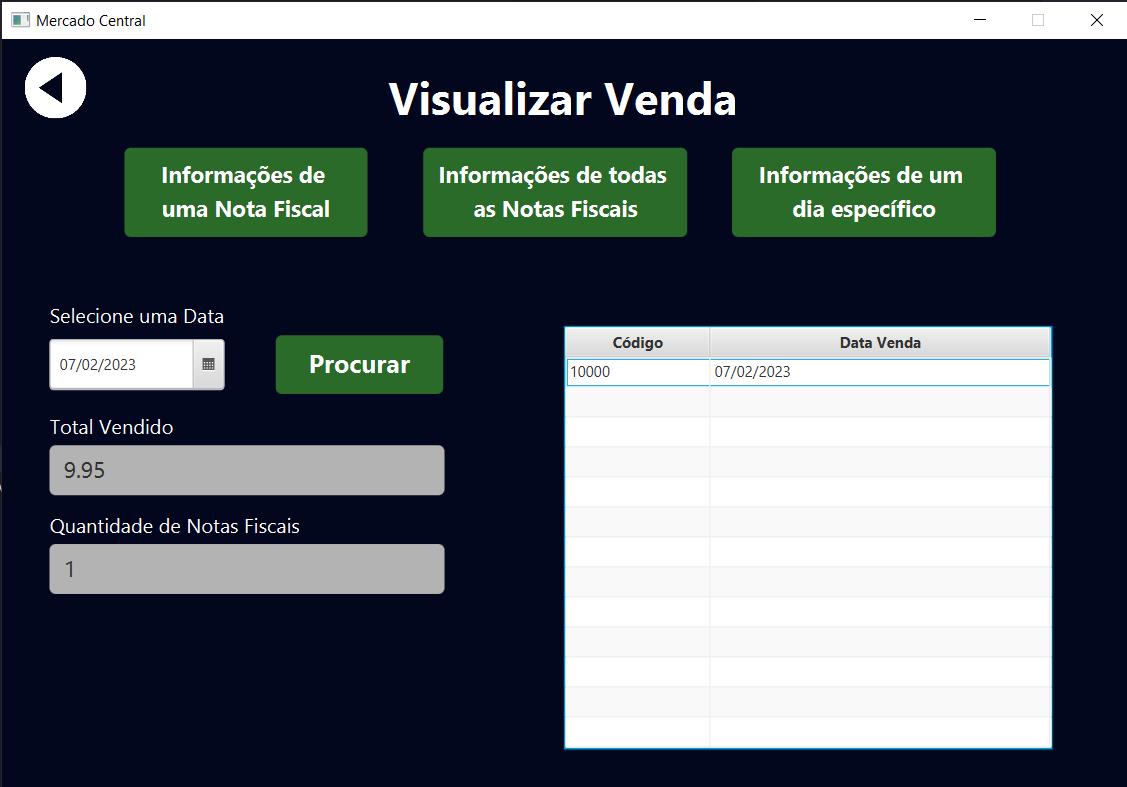 Mercado Central
Visualizar Venda
Informações de
uma Nota Fiscal
Informações de todas
as Notas Fiscais
Informações de um
dia específico
Selecione uma Data
07/02/2023
Procurar
Total Vendido
9.95
Quantidade de Notas Fiscais
1
Código Data Venda
10000 07/02/2023